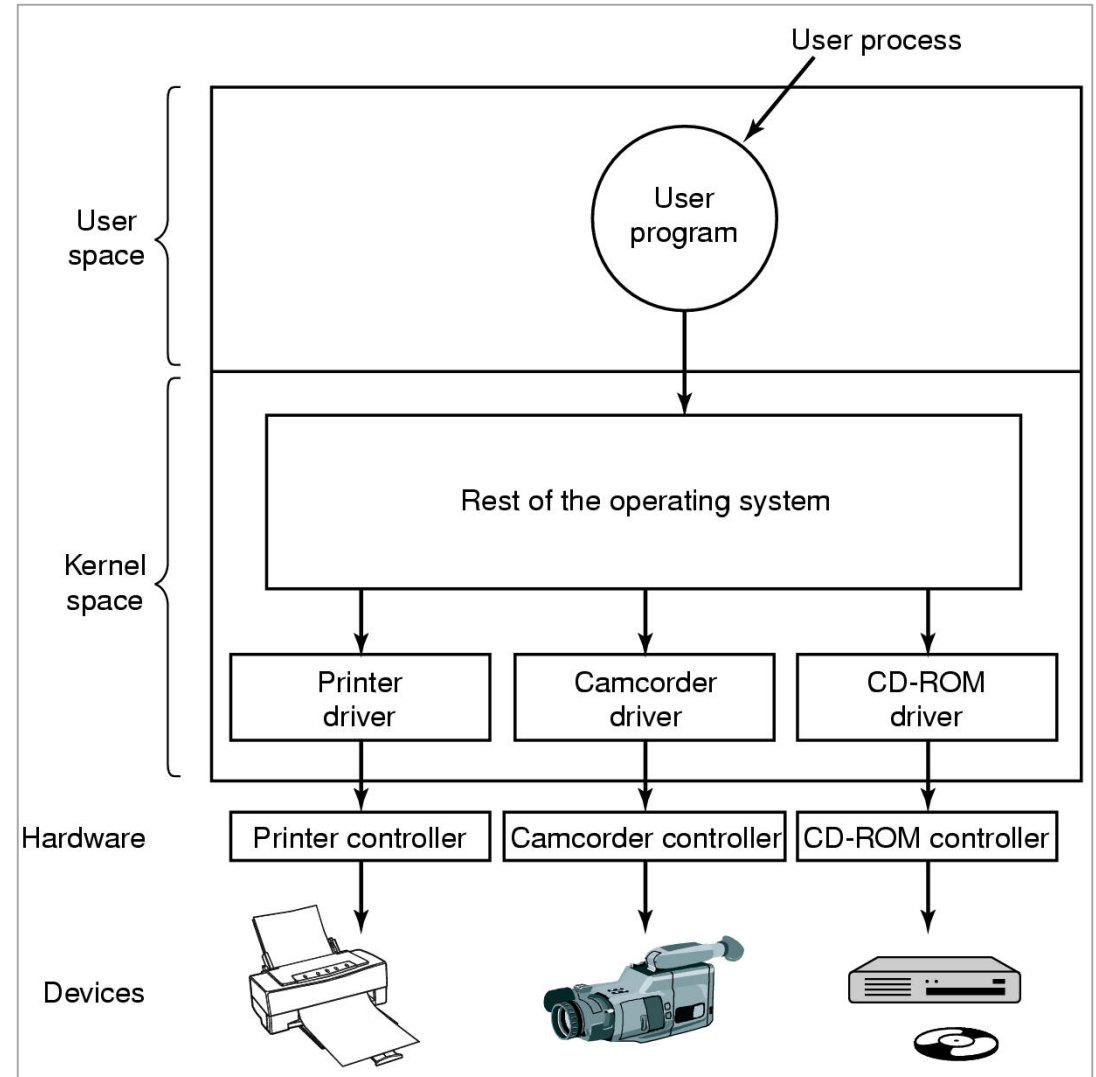 User process
User
program
User
space
Rest of the operating system
Kernel
space
Printer
driver
Camcorder
driver
CD-ROM
driver
Hardware
Printer controller
Camcorder controller
CD-ROM controller
Devices